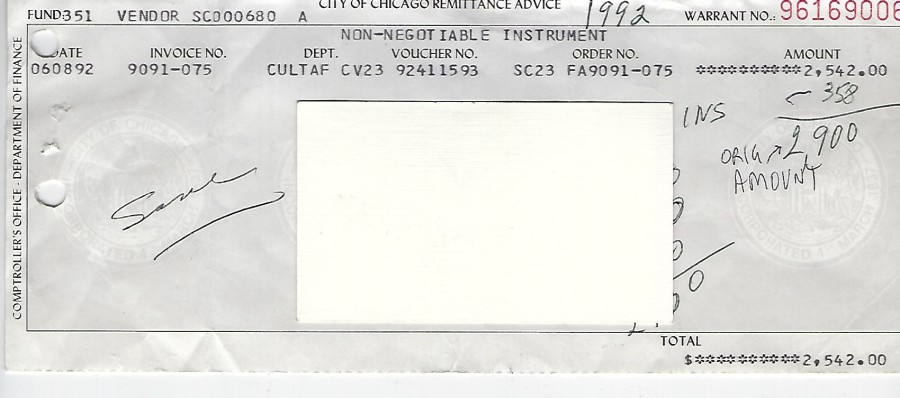 CITY OF CHICAGO REMITTANCE ADVICE
1992
FUND351 VENDOR SC000680 A
WARRANT NO.: 96169006
NON-NEGOTIABLE INSTRUMENT
DATE INVOICE NO. DEPT. VOUCHER NO. ORDER NO. AMOUNT
060892 9091-075 CULTAF CV23 92411593 SC23 FA9091-075 **********2,542.00
INS - 358
ORIG → 2,900
AMOUNT
Save
TOTAL
$**********2,542.00
COMPTROLLER'S OFFICE - DEPARTMENT OF FINANCE